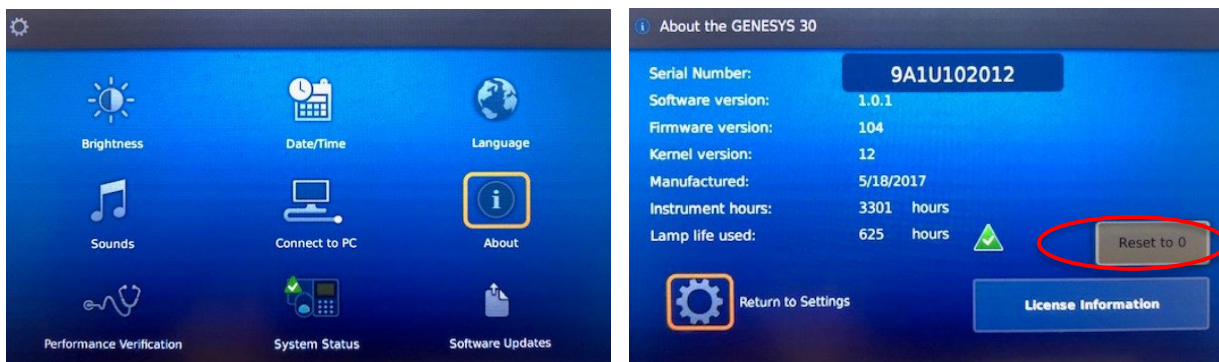 Brightness
Date/Time
Language
Sounds
Connect to PC
About
Performance Verification
System Status
Software Updates
About the GENESYS 30
Serial Number: 9A1U102012
Software version: 1.0.1
Firmware version: 104
Kernel version: 12
Manufactured: 5/18/2017
Instrument hours: 3301 hours
Lamp life used: 625 hours
Reset to 0
Return to Settings
License Information